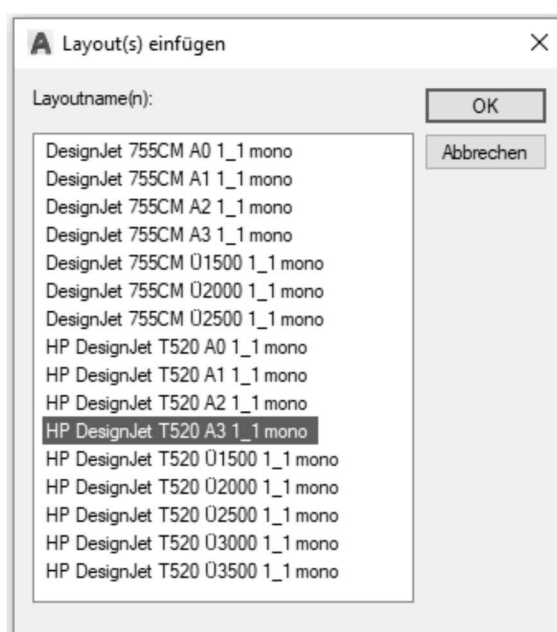 Layout(s) einfügen
Layoutname(n):
OK
Abbrechen
DesignJet 755CM A0 1_1 mono
DesignJet 755CM A1 1_1 mono
DesignJet 755CM A2 1_1 mono
DesignJet 755CM A3 1_1 mono
DesignJet 755CM Ü1500 1_1 mono
DesignJet 755CM Ü2000 1_1 mono
DesignJet 755CM Ü2500 1_1 mono
HP DesignJet T520 A0 1_1 mono
HP DesignJet T520 A1 1_1 mono
HP DesignJet T520 A2 1_1 mono
HP DesignJet T520 A3 1_1 mono
HP DesignJet T520 Ü1500 1_1 mono
HP DesignJet T520 Ü2000 1_1 mono
HP DesignJet T520 Ü2500 1_1 mono
HP DesignJet T520 Ü3000 1_1 mono
HP DesignJet T520 Ü3500 1_1 mono